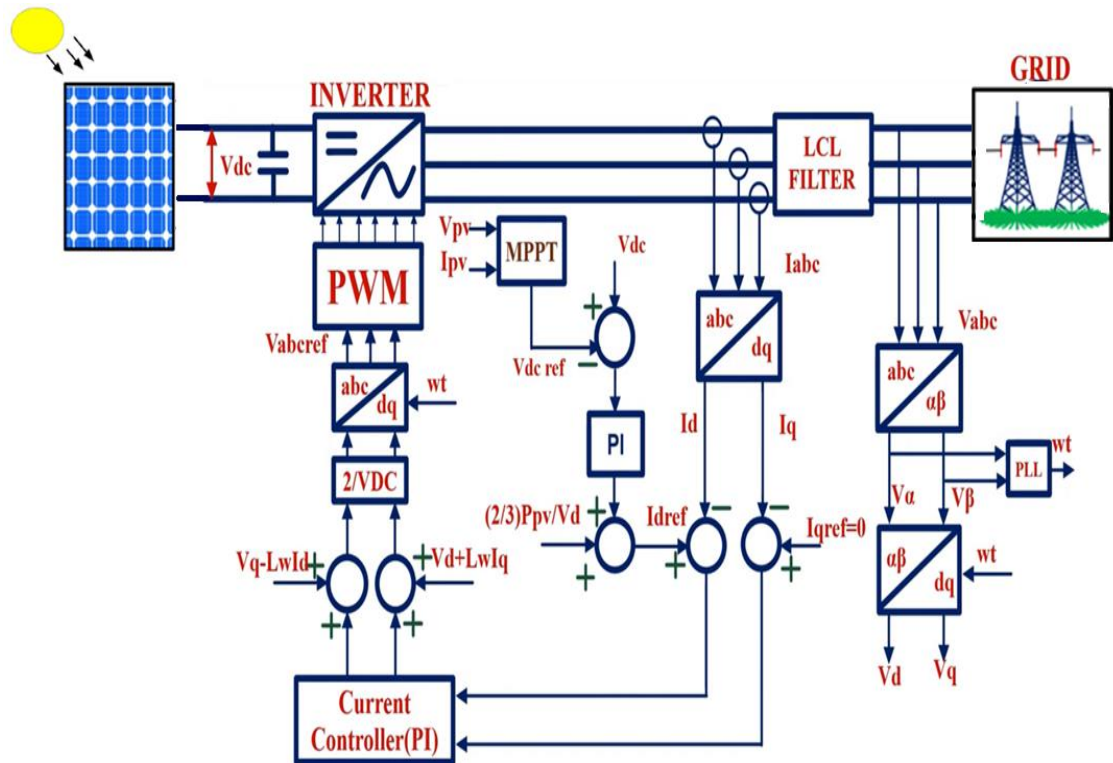 GRID
INVERTER
Vdc
LCL
FILTER
Vpv
Ipv
MPPT
Vdc
Iabc
PWM
Vabcref
Vdc ref
abc
dq
Vabc
abc
dq
wt
abc
αβ
Id
Iq
PI
wt
PLL
2/VDC
Vα
Vβ
(2/3)Ppv/Vd
+
+
Idref
+
−
−
+
Iqref=0
+
−
Vq-LwId
+
+
Vd+LwIq
+
+
αβ
dq
wt
Vd
Vq
Current
Controller(PI)